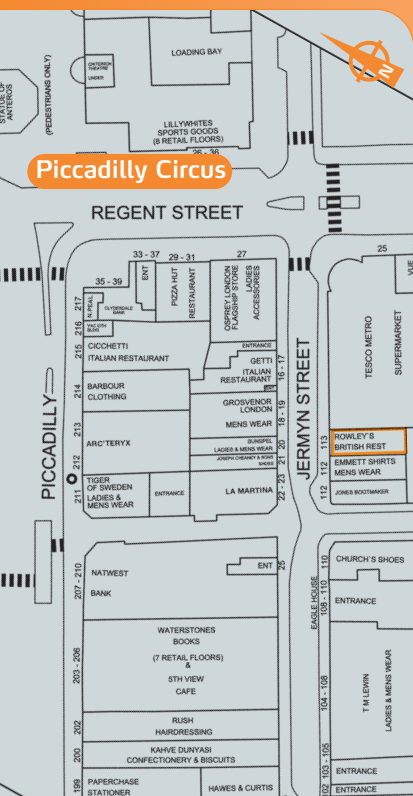 N
LOADING BAY
CRITERION
THEATRE
UNDER
STATUE OF
ANTEROS
(PEDESTRIANS ONLY)
LILLYWHITES
SPORTS GOODS
(8 RETAIL FLOORS)
26 - 36
Piccadilly Circus
REGENT STREET
33 - 37
29 - 31
27
25
35 - 39
ENT
PIZZA HUT
RESTAURANT
OSPREY LONDON
FLAGSHIP STORE
LADIES
ACCESSORIES
VUE
217
N.PEAL
CLYDESDALE
BANK
216
215
CICCHETTI
ITALIAN RESTAURANT
ENTRANCE
GETTI
ITALIAN
RESTAURANT
16 - 17
TESCO METRO
SUPERMARKET
214
BARBOUR
CLOTHING
GROSVENOR
LONDON
MENS WEAR
18 - 19
JERMYN STREET
PICCADILLY
213
212
ARC'TERYX
SUNSPEL
LADIES & MENS WEAR
20
JOSEPH CHEANEY & SONS
SHOES
21
113
ROWLEY'S
BRITISH REST
112
EMMETT SHIRTS
MENS WEAR
211
TIGER
OF SWEDEN
LADIES &
MENS WEAR
ENTRANCE
LA MARTINA
22 - 23
112
JONES BOOTMAKER
207 - 210
NATWEST
BANK
ENT
25
EAGLE HOUSE
110
CHURCH'S SHOES
108 - 110
ENTRANCE
203 - 206
WATERSTONES
BOOKS
(7 RETAIL FLOORS)
&
5TH VIEW
CAFE
104 - 108
T M LEWIN
LADIES & MENS WEAR
202
RUSH
HAIRDRESSING
200
KAHVE DUNYASI
CONFECTIONERY & BISCUITS
103 - 105
ENTRANCE
199
PAPERCHASE
STATIONER
HAWES & CURTIS
102
ENTRANCE